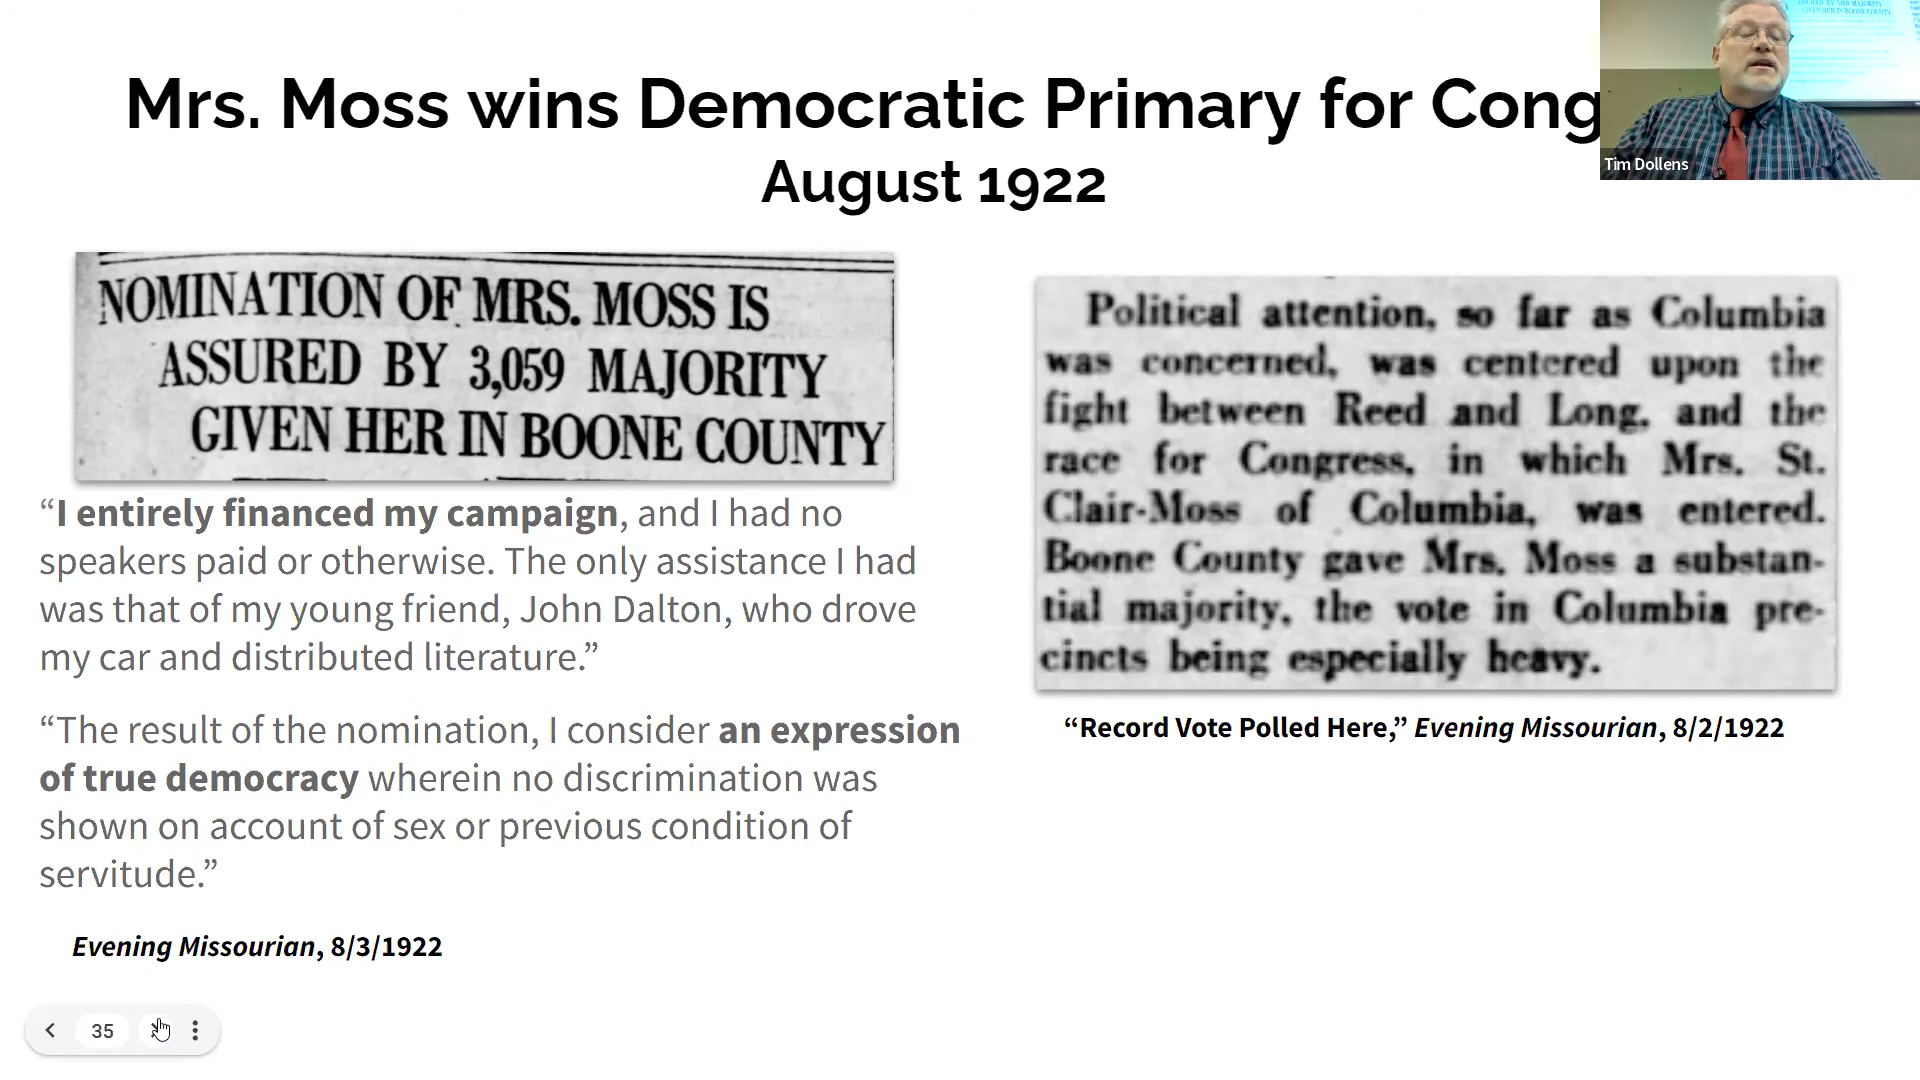 Mrs. Moss wins Democratic Primary for Cong
August 1922
Tim Dollens
NOMINATION OF MRS. MOSS IS
ASSURED BY 3,059 MAJORITY
GIVEN HER IN BOONE COUNTY
“I entirely financed my campaign, and I had no
speakers paid or otherwise. The only assistance I had
was that of my young friend, John Dalton, who drove
my car and distributed literature.”
“The result of the nomination, I consider an expression
of true democracy wherein no discrimination was
shown on account of sex or previous condition of
servitude.”
Evening Missourian, 8/3/1922
Political attention, so far as Columbia
was concerned, was centered upon the
fight between Reed and Long, and the
race for Congress, in which Mrs. St.
Clair-Moss of Columbia, was entered.
Boone County gave Mrs. Moss a substan-
tial majority, the vote in Columbia pre-
cincts being especially heavy.
“Record Vote Polled Here,” Evening Missourian, 8/2/1922
35